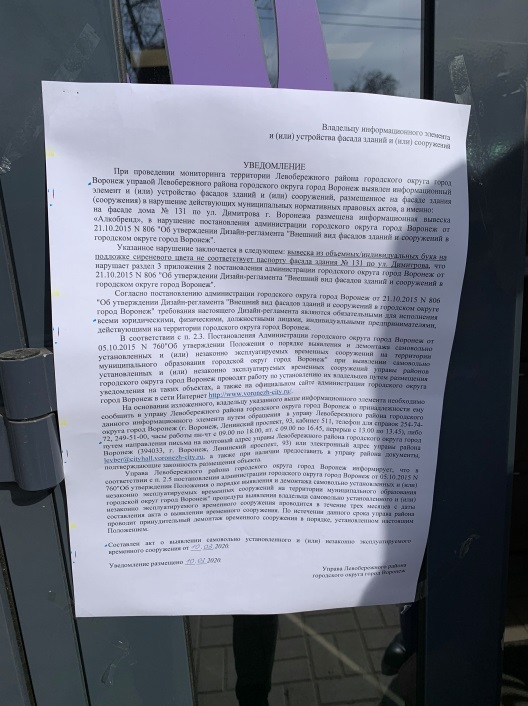 Владельцу информационного элемента
и (или) устройства фасада зданий и (или) сооружений
УВЕДОМЛЕНИЕ
При проведении мониторинга территории Левобережного района городского округа город
Воронеж управой Левобережного района городского округа город Воронеж выявлен информационный
элемент и (или) устройство фасадов зданий и (или) сооружений, размещенное на фасаде здания
(сооружения) в нарушение действующих муниципальных нормативных правовых актов, а именно:
на фасаде дома № 131 по ул. Димитрова г. Воронежа размещена информационная вывеска
«Алкобренд», в нарушение постановления администрации городского округа город Воронеж от
21.10.2015 N 806 "Об утверждении Дизайн-регламента "Внешний вид фасадов зданий и сооружений в
городском округе город Воронеж".
Указанное нарушение заключается в следующем: вывеска из объемных/индивидуальных букв на
подложке сиреневого цвета не соответствует паспорту фасада здания № 131 по ул. Димитрова, что
нарушает раздел 3 приложение 2 постановления администрации городского округа город Воронеж от
21.10.2015 N 806 "Об утверждении Дизайн-регламента "Внешний вид фасадов зданий и сооружений в
городском округе город Воронеж".
Согласно постановлению администрации городского округа город Воронеж от 21.10.2015 N 806
"Об утверждении Дизайн-регламента "Внешний вид фасадов зданий и сооружений в городском округе
город Воронеж" требования настоящего Дизайн-регламента являются обязательными для исполнения
всеми юридическими, физическими, должностными лицами, индивидуальными предпринимателями,
действующими на территории городского округа город Воронеж.
В соответствии с п. 2.3. Постановления Администрации городского округа город Воронеж от
05.10.2015 N 760"Об утверждении Положения о порядке выявления и демонтажа самовольно
установленных и (или) незаконно эксплуатируемых временных сооружений на территории
муниципального образования городской округ город Воронеж" при выявлении самовольно
установленных и (или) незаконно эксплуатируемых временных сооружений управы районов
городского округа город Воронеж проводят работу по установлению их владельцев путем размещения
уведомления на таких объектах, а также на официальном сайте администрации городского округа
город Воронеж в сети Интернет http://www.voronezh-city.ru/.
На основании изложенного, владельцу указанного выше информационного элемента необходимо
сообщить в управу Левобережного района городского округа город Воронеж о принадлежности ему
данного информационного элемента путем обращения в управу Левобережного района городского
округа город Воронеж (г. Воронеж, Ленинский проспект, 93, кабинет 511, телефон для справок 254-74-
72, 249-51-00, часы работы пн.-чт с 09.00 по 18.00, пт. с 09.00 по 16.45, перерыв с 13.00 по 13.45), либо
путем направления письма на почтовый адрес управы Левобережного района городского округа город
Воронеж (394033, г. Воронеж, Ленинский проспект, 93) или электронный адрес управы района
levber@cityhall.voronezh-city.ru, а также при наличии предоставить в управу района документы,
подтверждающие законность размещения объекта.
Управа Левобережного района городского округа город Воронеж информирует, что в
соответствии с п. 2.5 постановления администрации городского округа город Воронеж от 05.10.2015 N
760"Об утверждении Положения о порядке выявления и демонтажа самовольно установленных и (или)
незаконно эксплуатируемых временных сооружений на территории муниципального образования
городской округ город Воронеж" процедура выявления владельца самовольно установленного и (или)
незаконно эксплуатируемого временного сооружения проводится в течение трех месяцев с даты
составления акта о выявлении временного сооружения. По истечении данного срока управа района
проводит принудительный демонтаж временного сооружения в порядке, установленном настоящим
Положением.
Составлен акт о выявлении самовольно установленного и (или) незаконно эксплуатируемого
временного сооружения от 2020.
Уведомление размещено 2020
Управа Левобережного района
городского округа город Воронеж